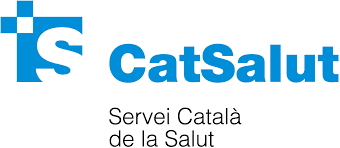 S
CatSalut
Servei Català
de la Salut